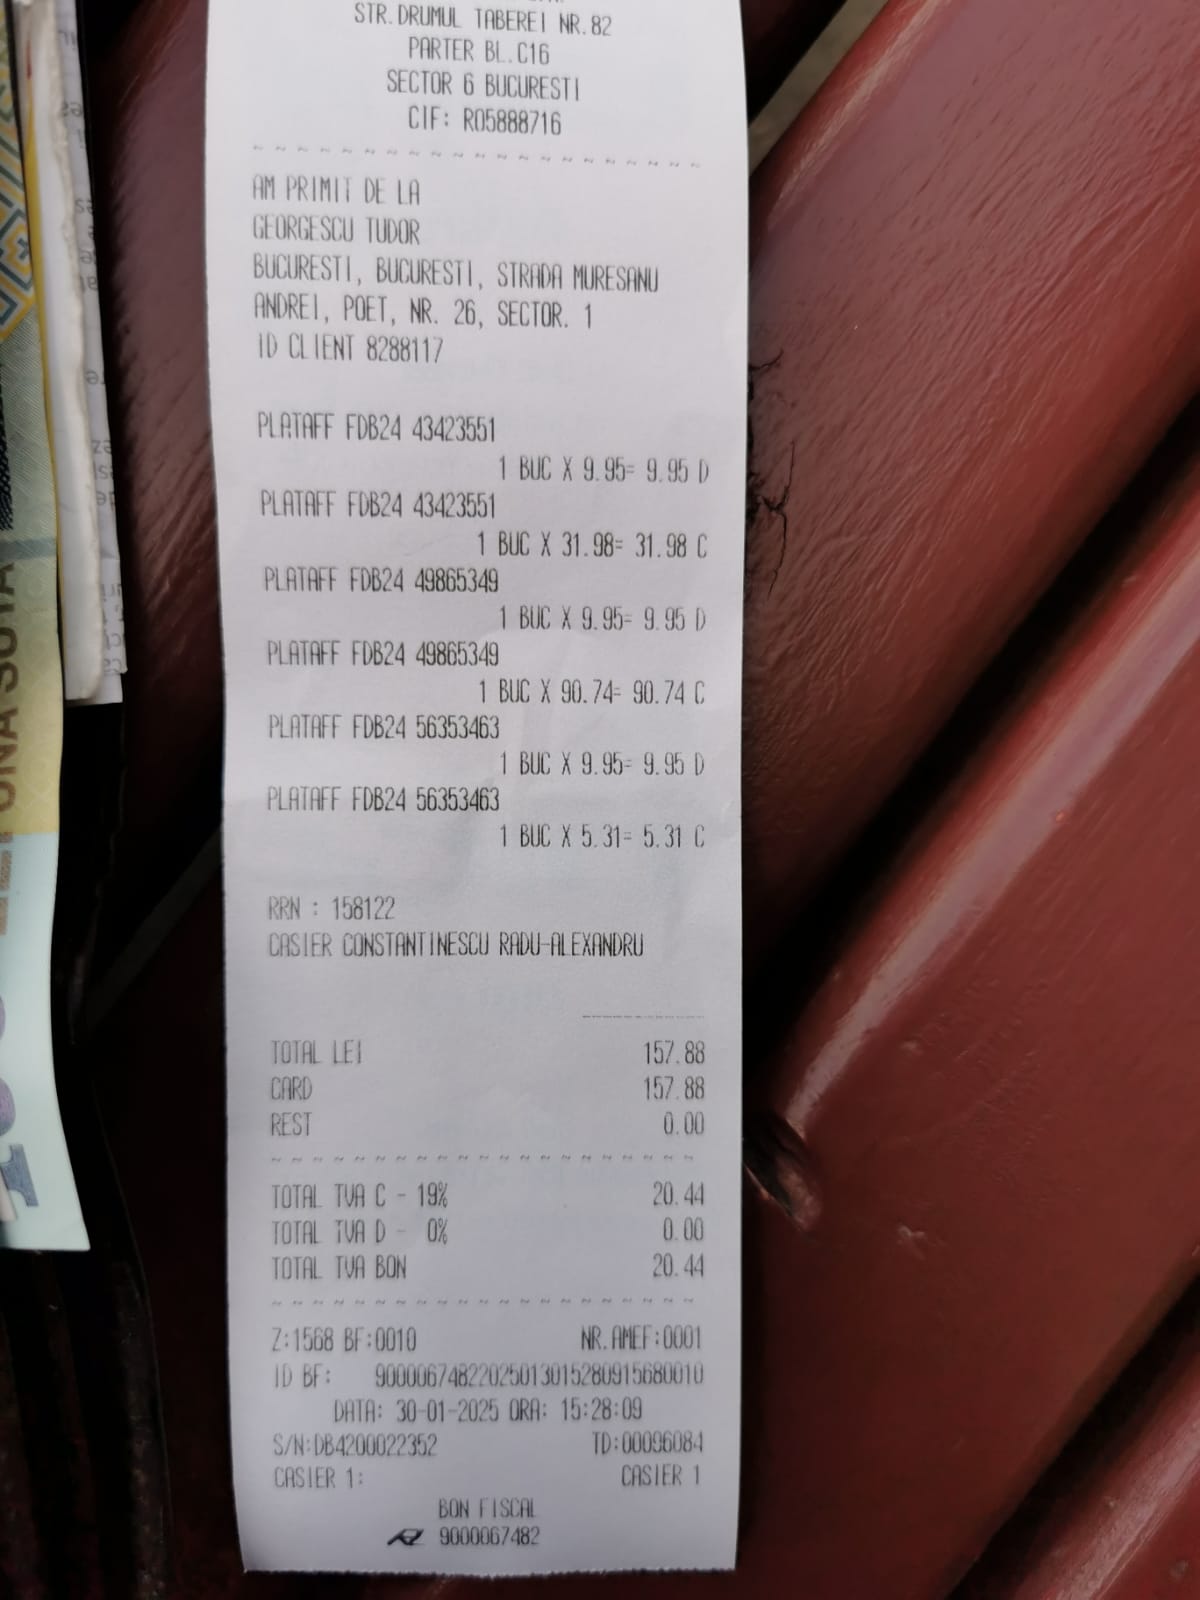 STR.DRUMUL TABEREI NR.82
PARTER BL.C16
SECTOR 6 BUCURESTI
CIF: RO5888716
AM PRIMIT DE LA
GEORGESCU TUDOR
BUCURESTI, BUCURESTI, STRADA MURESANU
ANDREI, POET, NR. 26, SECTOR. 1
ID CLIENT 8288117
PLATAFF FDB24 43423551
1 BUC X 9.95= 9.95 D
PLATAFF FDB24 43423551
1 BUC X 31.98= 31.98 C
PLATAFF FDB24 49865349
1 BUC X 9.95= 9.95 D
PLATAFF FDB24 49865349
1 BUC X 90.74= 90.74 C
PLATAFF FDB24 56353463
1 BUC X 9.95= 9.95 D
PLATAFF FDB24 56353463
1 BUC X 5.31= 5.31 C
RRN : 158122
CASIER CONSTANTINESCU RADU-ALEXANDRU
TOTAL LEI 157.88
CARD 157.88
REST 0.00
TOTAL TVA C - 19% 20.44
TOTAL TVA D - 0% 0.00
TOTAL TVA BON 20.44
Z:1568 BF:0010 NR.AMEF:0001
ID BF: 90000674822025013015280915680010
DATA: 30-01-2025 ORA: 15:28:09
S/N:DB4200022352 TD:00096084
CASIER 1: CASIER 1
BON FISCAL
9000067482
UNA SUTA